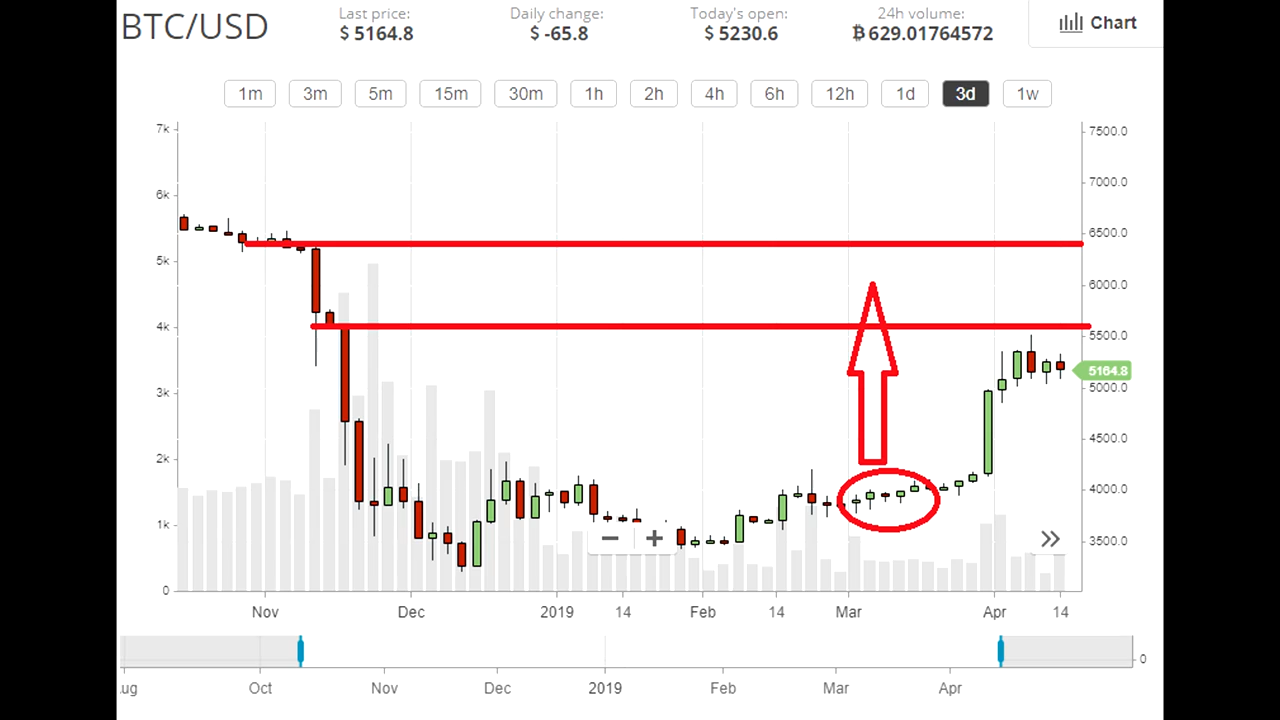 BTC/USD
Last price:
$ 5164.8
Daily change:
$ -65.8
Today's open:
$ 5230.6
24h volume:
฿ 629.01764572
Chart
1m 3m 5m 15m 30m 1h 2h 4h 6h 12h 1d 3d 1w
7k
6k
5k
4k
3k
2k
1k
0
7500.0
7000.0
6500.0
6000.0
5500.0
5164.8
5000.0
4500.0
4000.0
3500.0
− +
»
Nov Dec 2019 14 Feb 14 Mar Apr 14
0
ug Oct Nov Dec 2019 Feb Mar Apr